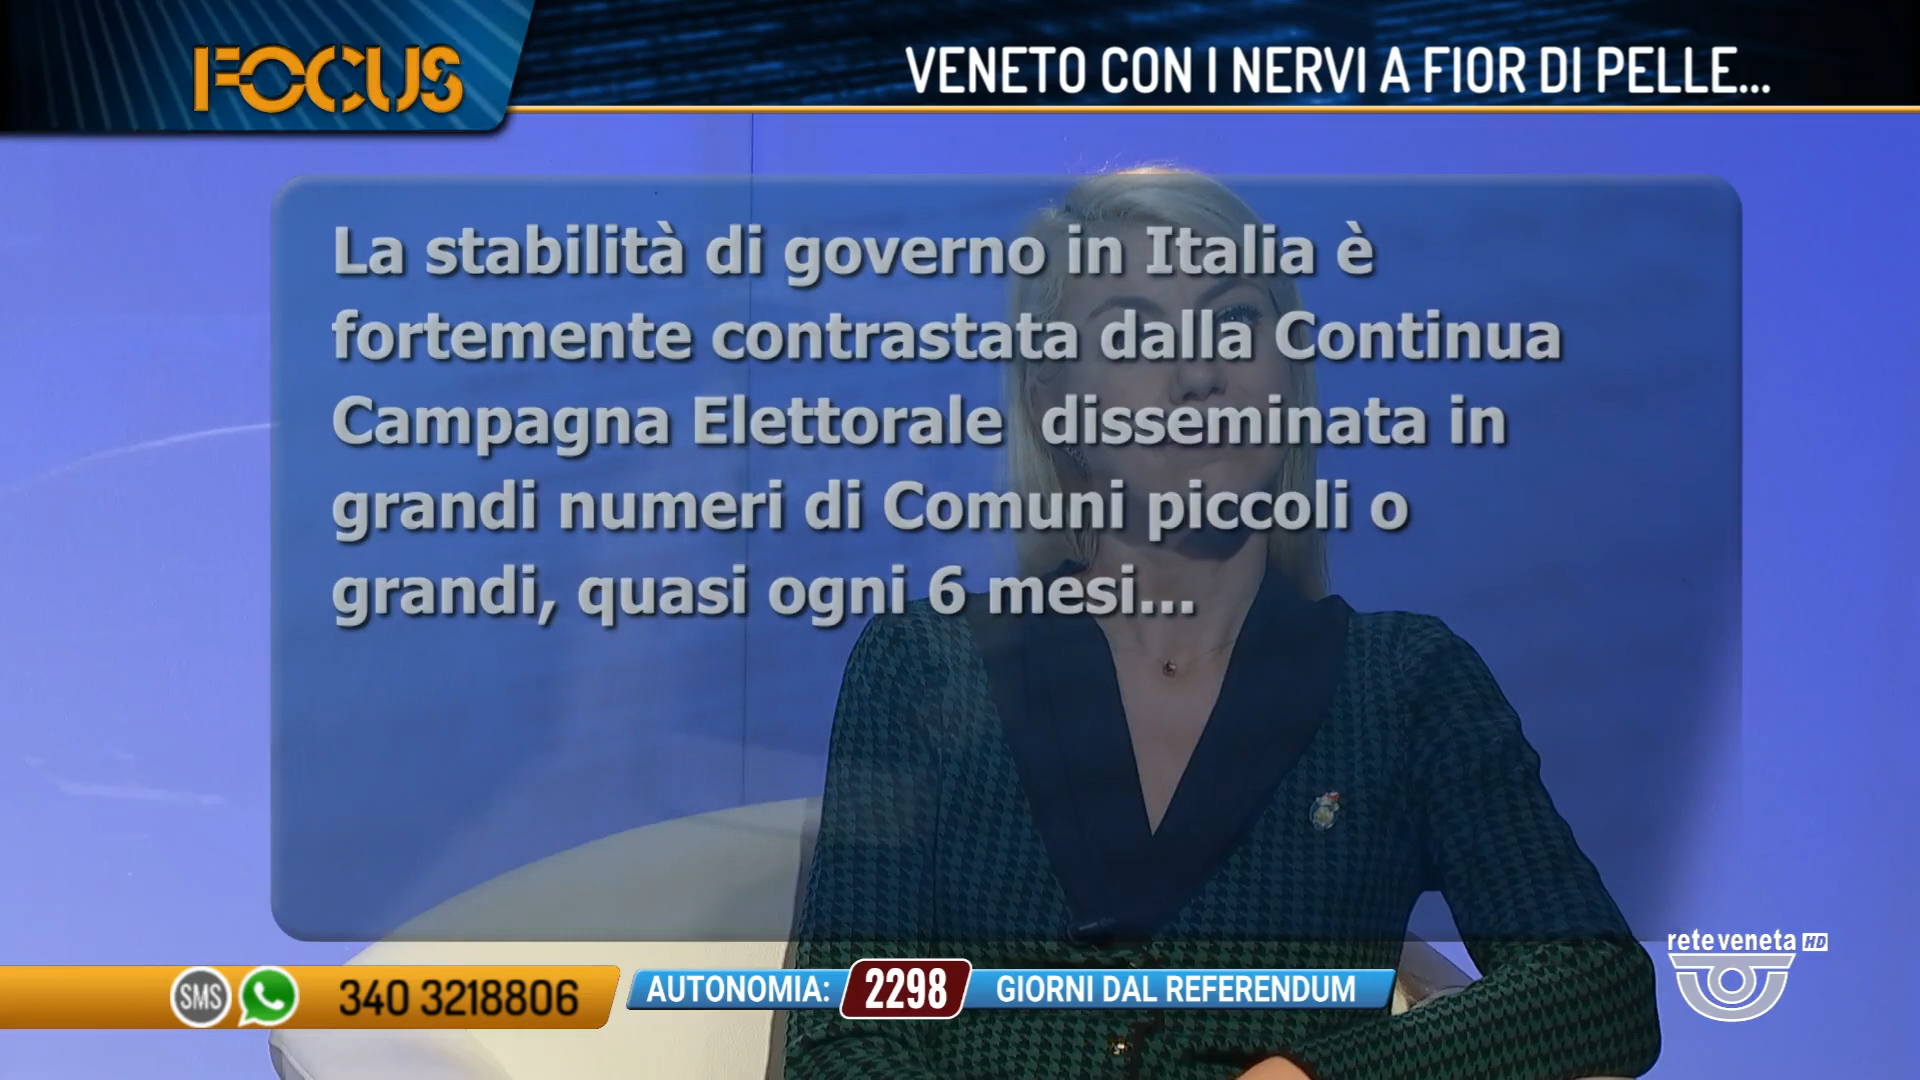 FOCUS
VENETO CON I NERVI A FIOR DI PELLE...
La stabilità di governo in Italia è
fortemente contrastata dalla Continua
Campagna Elettorale disseminata in
grandi numeri di Comuni piccoli o
grandi, quasi ogni 6 mesi...
reteveneta HD
SMS 340 3218806
AUTONOMIA: 2298 GIORNI DAL REFERENDUM